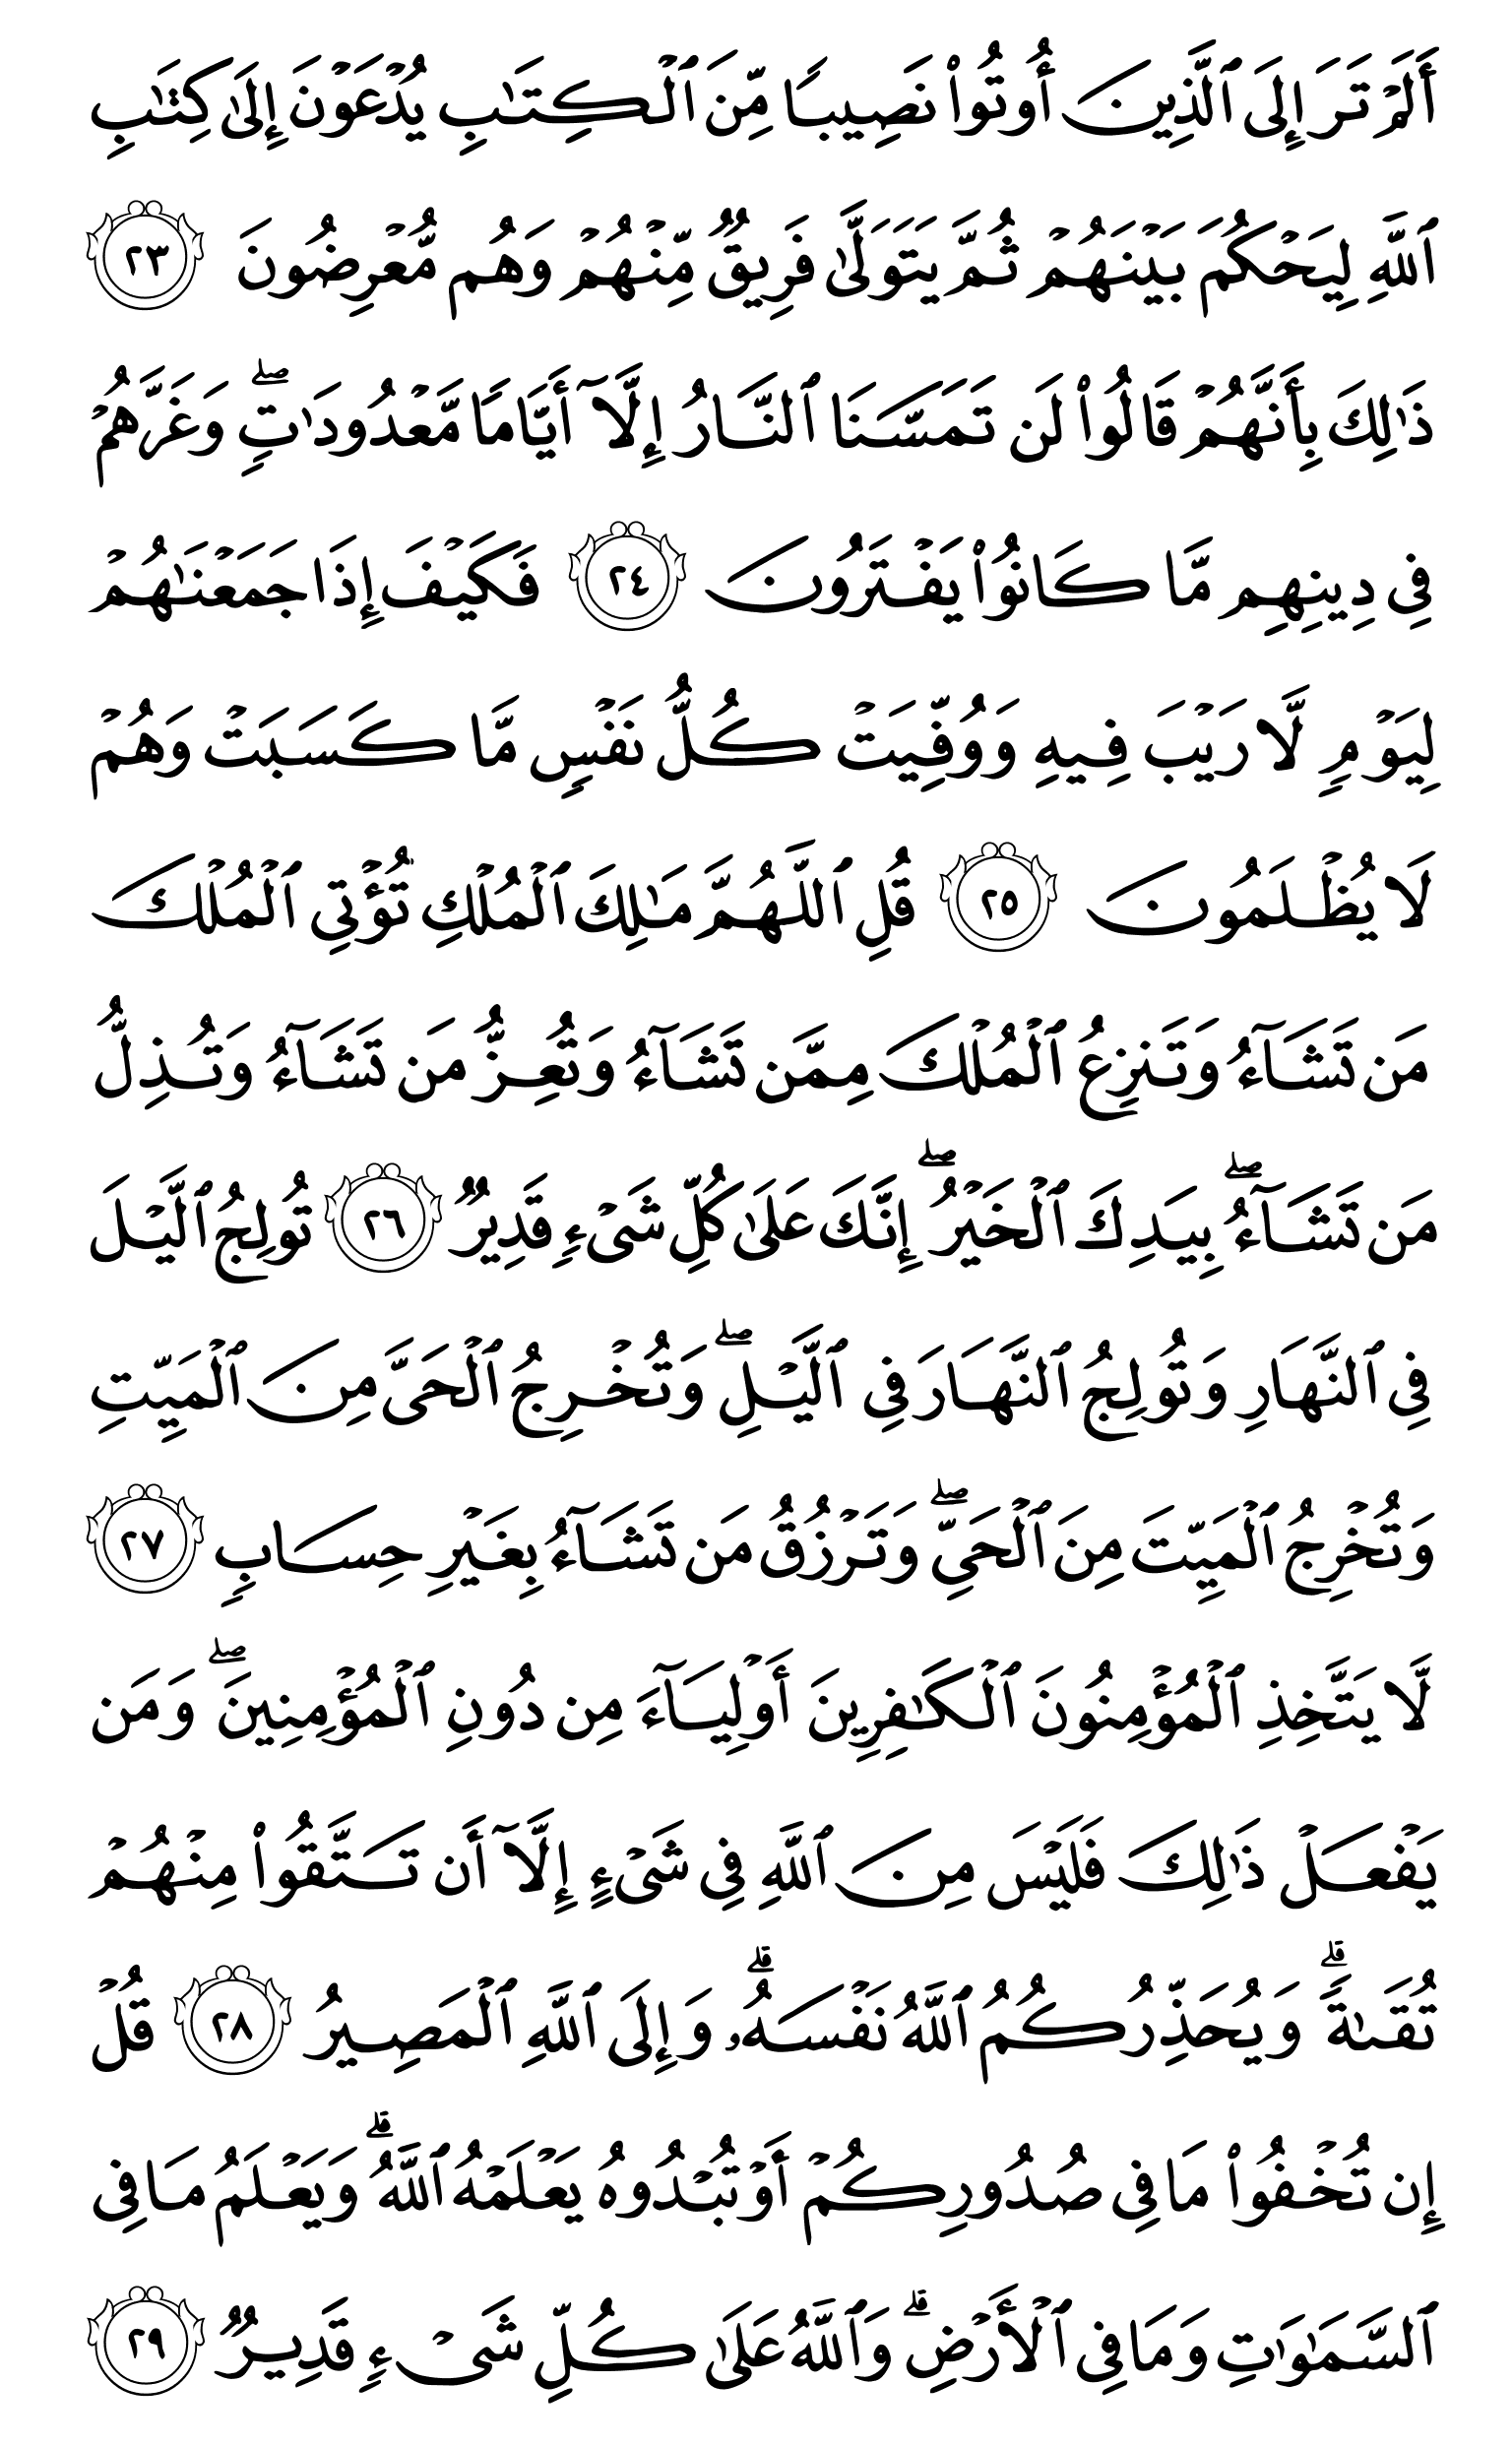 أَلَمْ تَرَ إِلَى ٱلَّذِينَ أُوتُوا۟ نَصِيبًا مِّنَ ٱلْكِتَـٰبِ يُدْعَوْنَ إِلَىٰ كِتَـٰبِ
ٱللَّهِ لِيَحْكُمَ بَيْنَهُمْ ثُمَّ يَتَوَلَّىٰ فَرِيقٌ مِّنْهُمْ وَهُم مُّعْرِضُونَ ٢٣
ذَٰلِكَ بِأَنَّهُمْ قَالُوا۟ لَن تَمَسَّنَا ٱلنَّارُ إِلَّآ أَيَّامًا مَّعْدُودَٰتٍ ۖ وَغَرَّهُمْ
فِى دِينِهِم مَّا كَانُوا۟ يَفْتَرُونَ ٢٤ فَكَيْفَ إِذَا جَمَعْنَـٰهُمْ
لِيَوْمٍ لَّا رَيْبَ فِيهِ وَوُفِّيَتْ كُلُّ نَفْسٍ مَّا كَسَبَتْ وَهُمْ
لَا يُظْلَمُونَ ٢٥ قُلِ ٱللَّهُمَّ مَـٰلِكَ ٱلْمُلْكِ تُؤْتِى ٱلْمُلْكَ
مَن تَشَآءُ وَتَنزِعُ ٱلْمُلْكَ مِمَّن تَشَآءُ وَتُعِزُّ مَن تَشَآءُ وَتُذِلُّ
مَن تَشَآءُ ۖ بِيَدِكَ ٱلْخَيْرُ ۖ إِنَّكَ عَلَىٰ كُلِّ شَىْءٍ قَدِيرٌ ٢٦ تُولِجُ ٱلَّيْلَ
فِى ٱلنَّهَارِ وَتُولِجُ ٱلنَّهَارَ فِى ٱلَّيْلِ ۖ وَتُخْرِجُ ٱلْحَىَّ مِنَ ٱلْمَيِّتِ
وَتُخْرِجُ ٱلْمَيِّتَ مِنَ ٱلْحَىِّ ۖ وَتَرْزُقُ مَن تَشَآءُ بِغَيْرِ حِسَابٍ ٢٧
لَّا يَتَّخِذِ ٱلْمُؤْمِنُونَ ٱلْكَـٰفِرِينَ أَوْلِيَآءَ مِن دُونِ ٱلْمُؤْمِنِينَ ۖ وَمَن
يَفْعَلْ ذَٰلِكَ فَلَيْسَ مِنَ ٱللَّهِ فِى شَىْءٍ إِلَّآ أَن تَتَّقُوا۟ مِنْهُمْ
تُقَىٰةً ۗ وَيُحَذِّرُكُمُ ٱللَّهُ نَفْسَهُۥ ۗ وَإِلَى ٱللَّهِ ٱلْمَصِيرُ ٢٨ قُلْ
إِن تُخْفُوا۟ مَا فِى صُدُورِكُمْ أَوْ تُبْدُوهُ يَعْلَمْهُ ٱللَّهُ ۗ وَيَعْلَمُ مَا فِى
ٱلسَّمَـٰوَٰتِ وَمَا فِى ٱلْأَرْضِ ۗ وَٱللَّهُ عَلَىٰ كُلِّ شَىْءٍ قَدِيرٌ ٢٩